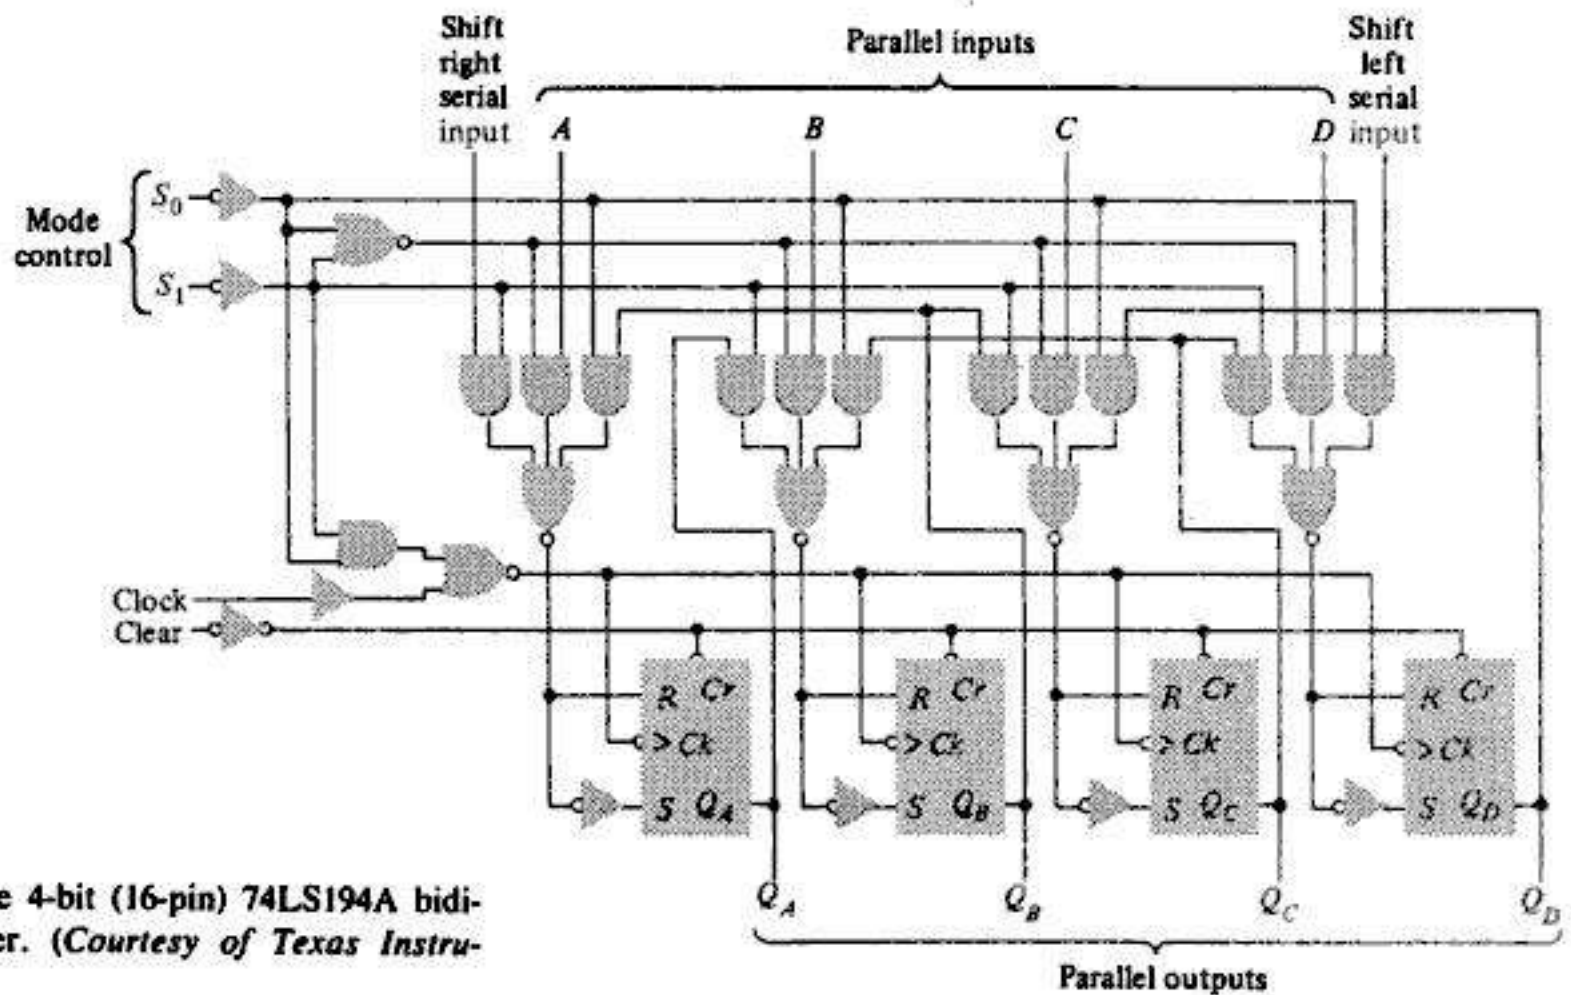 Shift right serial input
Parallel inputs
Shift left serial input
A
B
C
D
Mode control
S0
S1
Clock
Clear
R Cr
>Ck
S QA
R Cr
>Ck
S QB
R Cr
>Ck
S QC
R Cr
>Ck
S QD
QA
QB
QC
QD
e 4-bit (16-pin) 74LS194A bidi-
er. (Courtesy of Texas Instru-
Parallel outputs